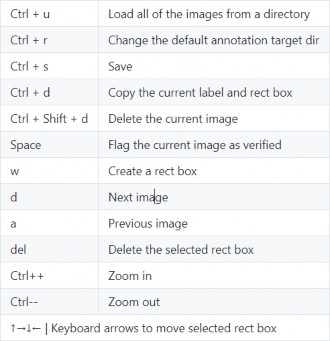 Ctrl + u Load all of the images from a directory
Ctrl + r Change the default annotation target dir
Ctrl + s Save
Ctrl + d Copy the current label and rect box
Ctrl + Shift + d Delete the current image
Space Flag the current image as verified
w Create a rect box
d Next image
a Previous image
del Delete the selected rect box
Ctrl++ Zoom in
Ctrl-- Zoom out
↑→↓← | Keyboard arrows to move selected rect box